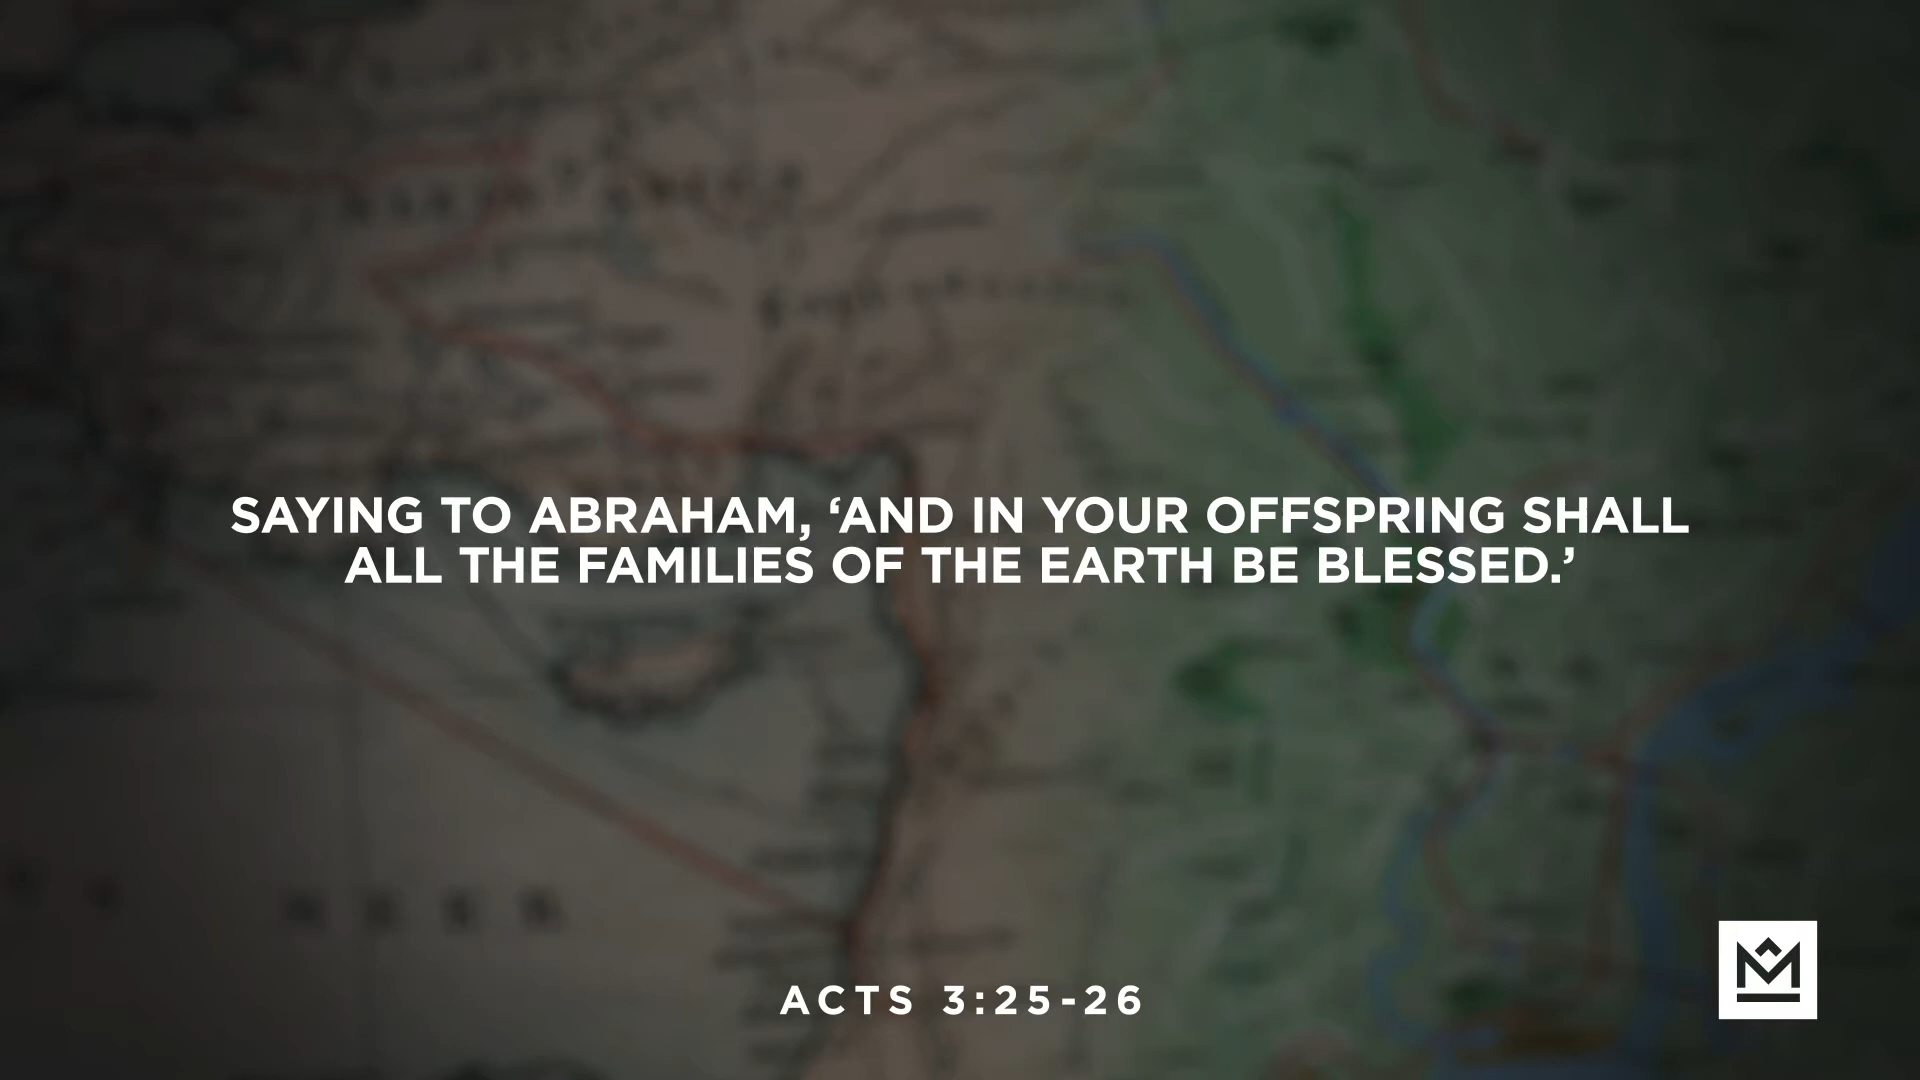 SAYING TO ABRAHAM, ‘AND IN YOUR OFFSPRING SHALL
ALL THE FAMILIES OF THE EARTH BE BLESSED.’
ACTS 3:25-26